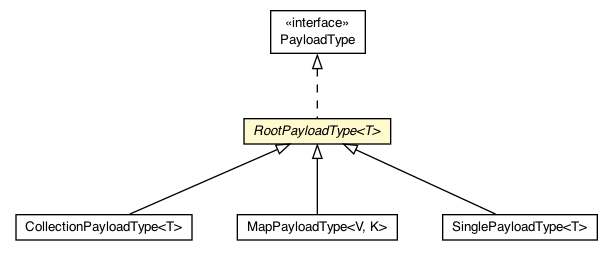 «interface»
PayloadType
RootPayloadType<T>
CollectionPayloadType<T>
MapPayloadType<V, K>
SinglePayloadType<T>